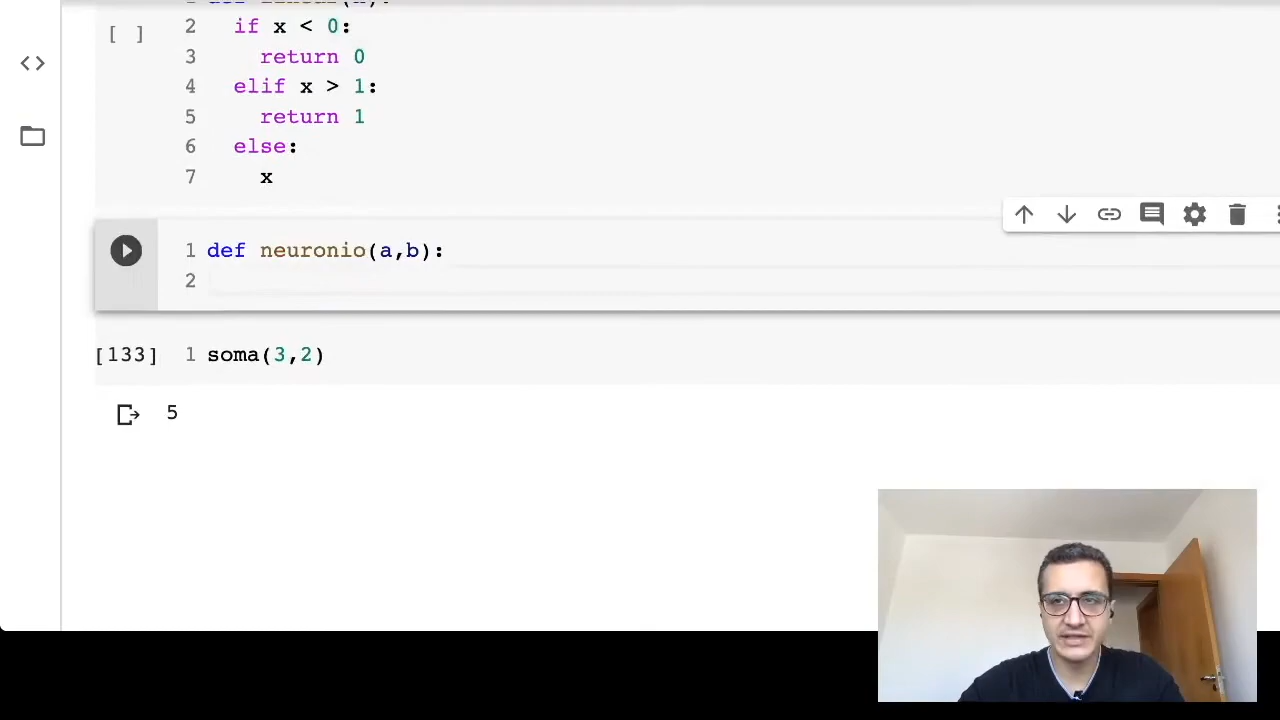 [ ]
2 if x < 0:
3 return 0
4 elif x > 1:
5 return 1
6 else:
7 x
1 def neuronio(a,b):
2
[133] 1 soma(3,2)
5